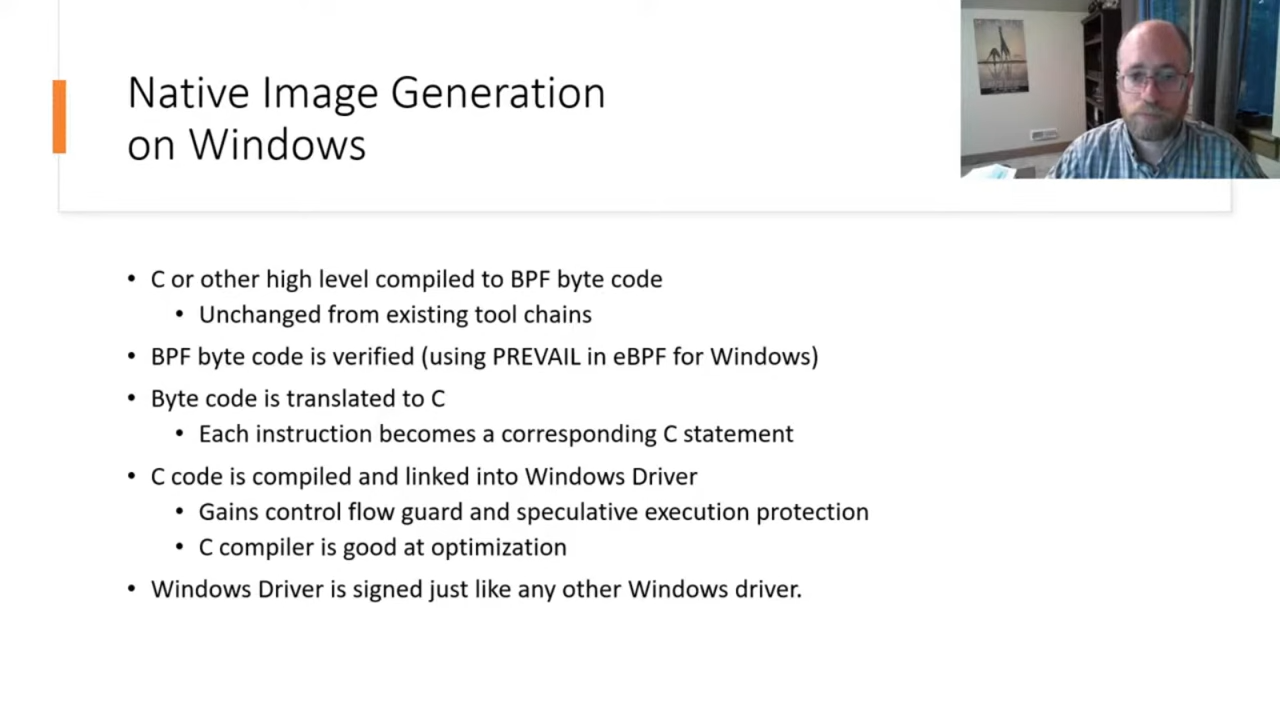 Native Image Generation
on Windows
• C or other high level compiled to BPF byte code
• Unchanged from existing tool chains
• BPF byte code is verified (using PREVAIL in eBPF for Windows)
• Byte code is translated to C
• Each instruction becomes a corresponding C statement
• C code is compiled and linked into Windows Driver
• Gains control flow guard and speculative execution protection
• C compiler is good at optimization
• Windows Driver is signed just like any other Windows driver.